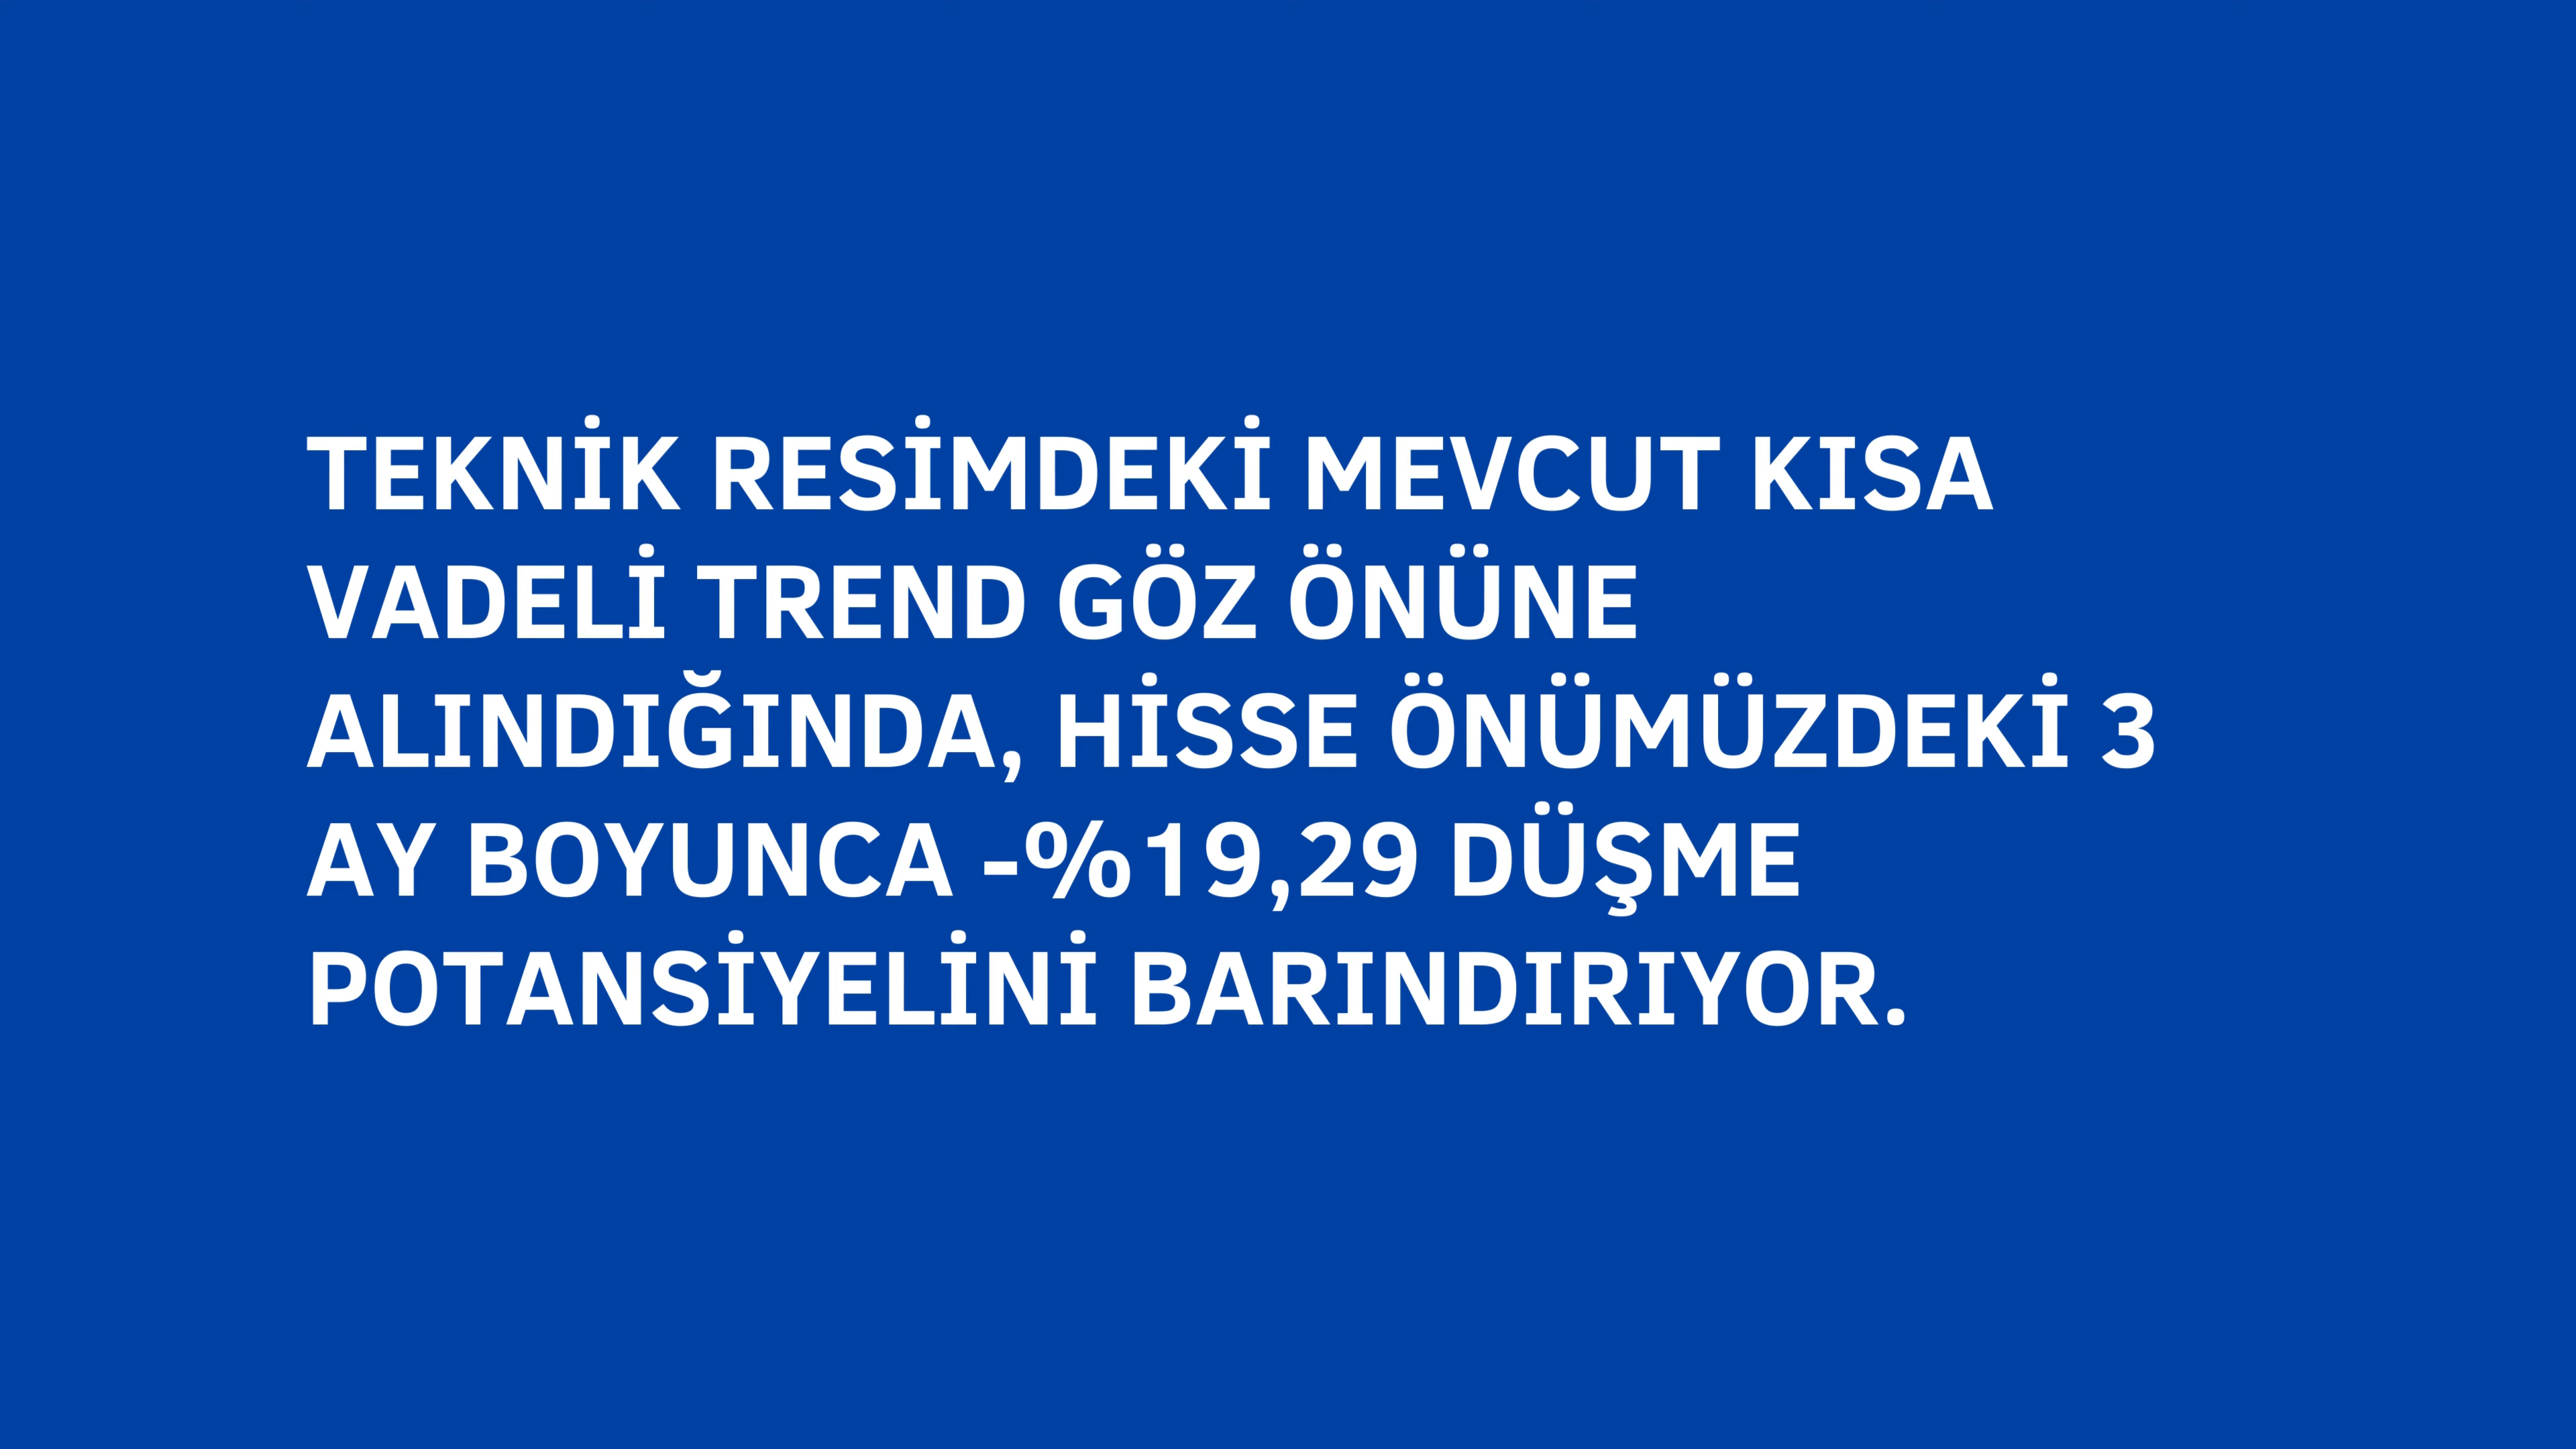 TEKNİK RESİMDEKİ MEVCUT KISA
VADELİ TREND GÖZ ÖNÜNE
ALINDIĞINDA, HİSSE ÖNÜMÜZDEKİ 3
AY BOYUNCA -%19,29 DÜŞME
POTANSİYELİNİ BARINDIRIYOR.